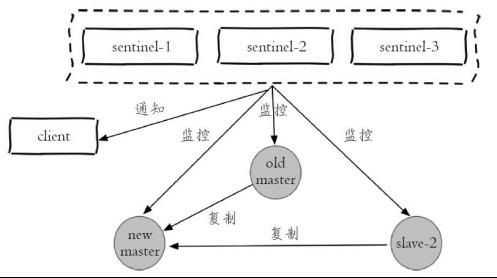 sentinel-1
sentinel-2
sentinel-3
通知
监控
client
监控
监控
old
master
复制
new
master
复制
slave-2